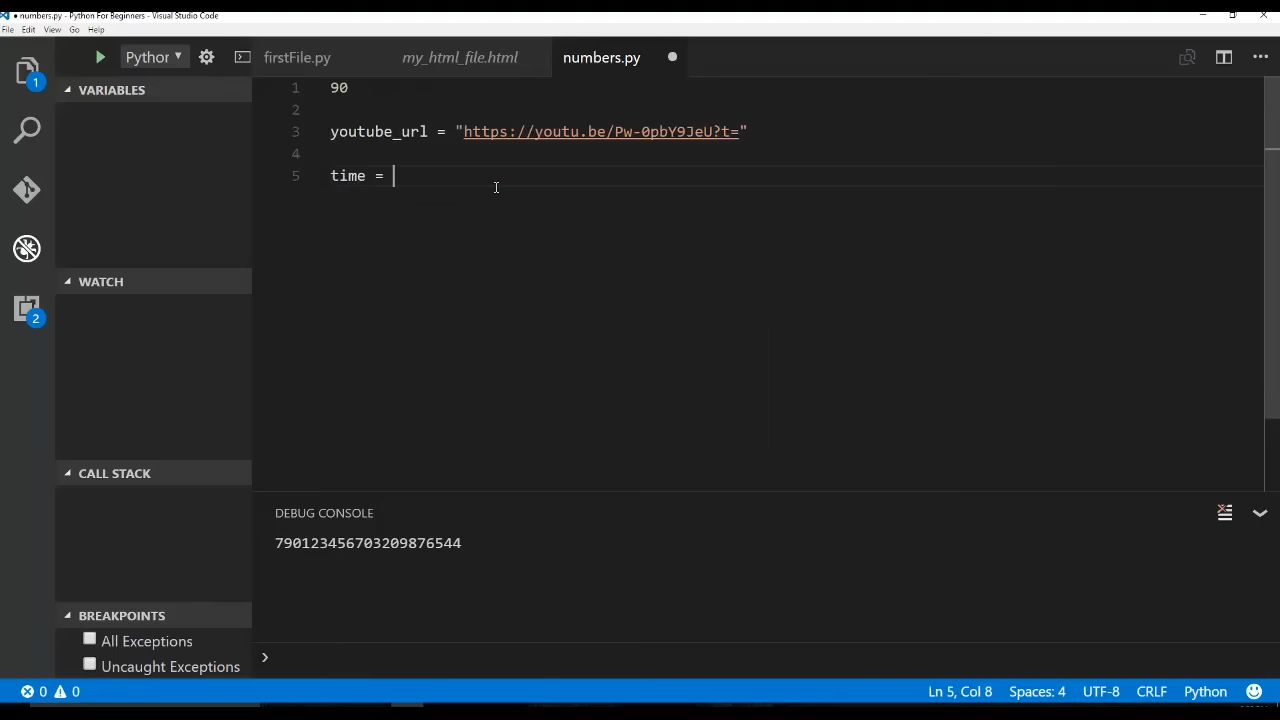 • numbers.py - Python For Beginners - Visual Studio Code
File Edit View Go Help
Python
firstFile.py
my_html_file.html
numbers.py
1
VARIABLES
1 90
2
3 youtube_url = "https://youtu.be/Pw-0pbY9JeU?t="
4
5 time =
WATCH
2
CALL STACK
DEBUG CONSOLE
790123456703209876544
BREAKPOINTS
All Exceptions
Uncaught Exceptions
0 0
Ln 5, Col 8
Spaces: 4
UTF-8
CRLF
Python